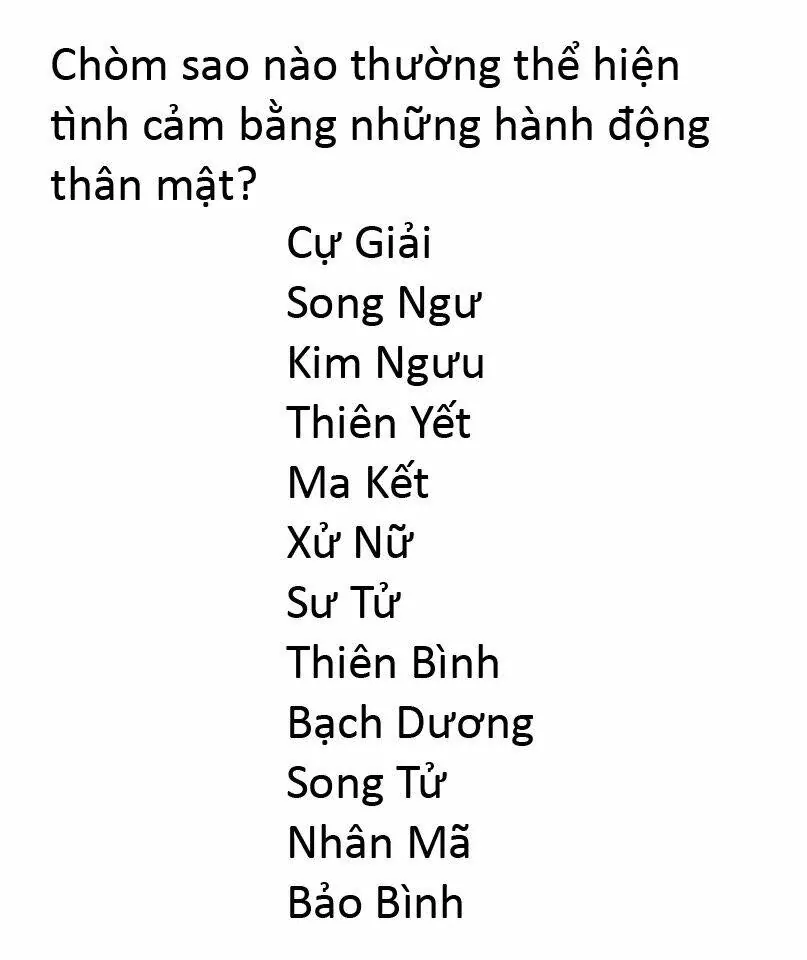 Chòm sao nào thường thể hiện
tình cảm bằng những hành động
thân mật?
Cự Giải
Song Ngư
Kim Ngưu
Thiên Yết
Ma Kết
Xử Nữ
Sư Tử
Thiên Bình
Bạch Dương
Song Tử
Nhân Mã
Bảo Bình